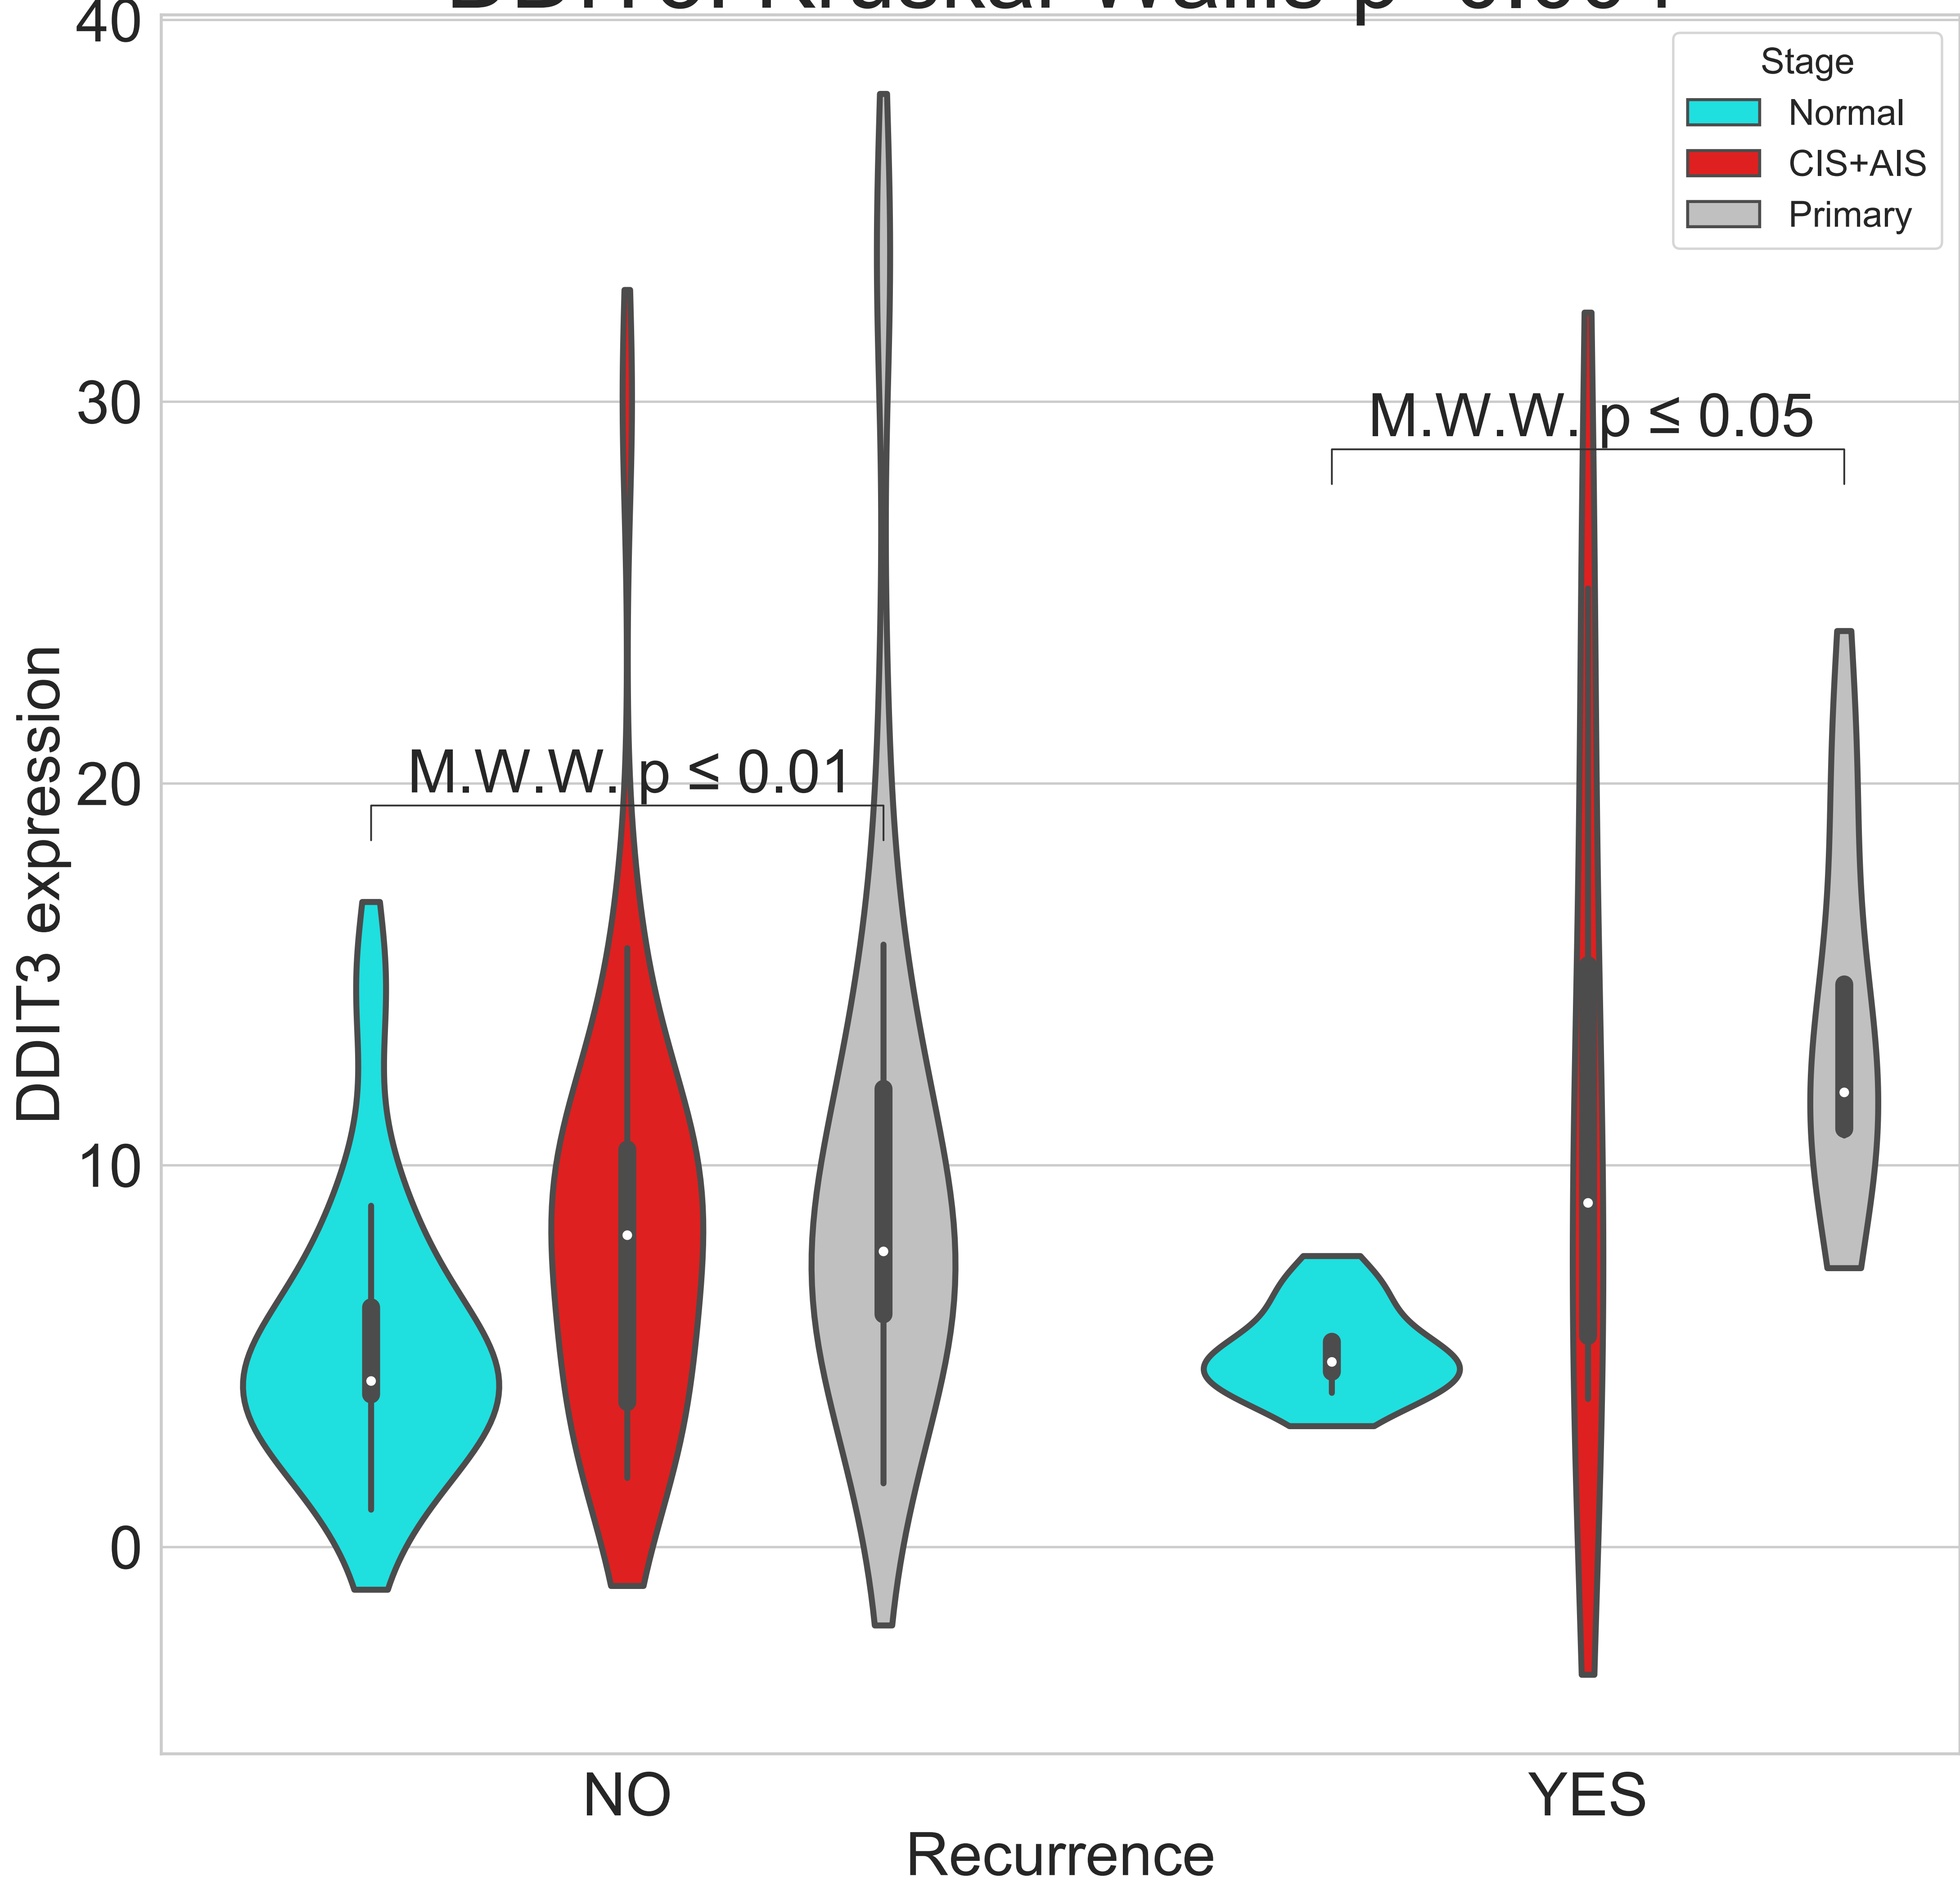 40
Stage
Normal
CIS+AIS
Primary
30
M.W.W. p ≤ 0.05
20
M.W.W. p ≤ 0.01
10
0
DDIT3 expression
NO
YES
Recurrence